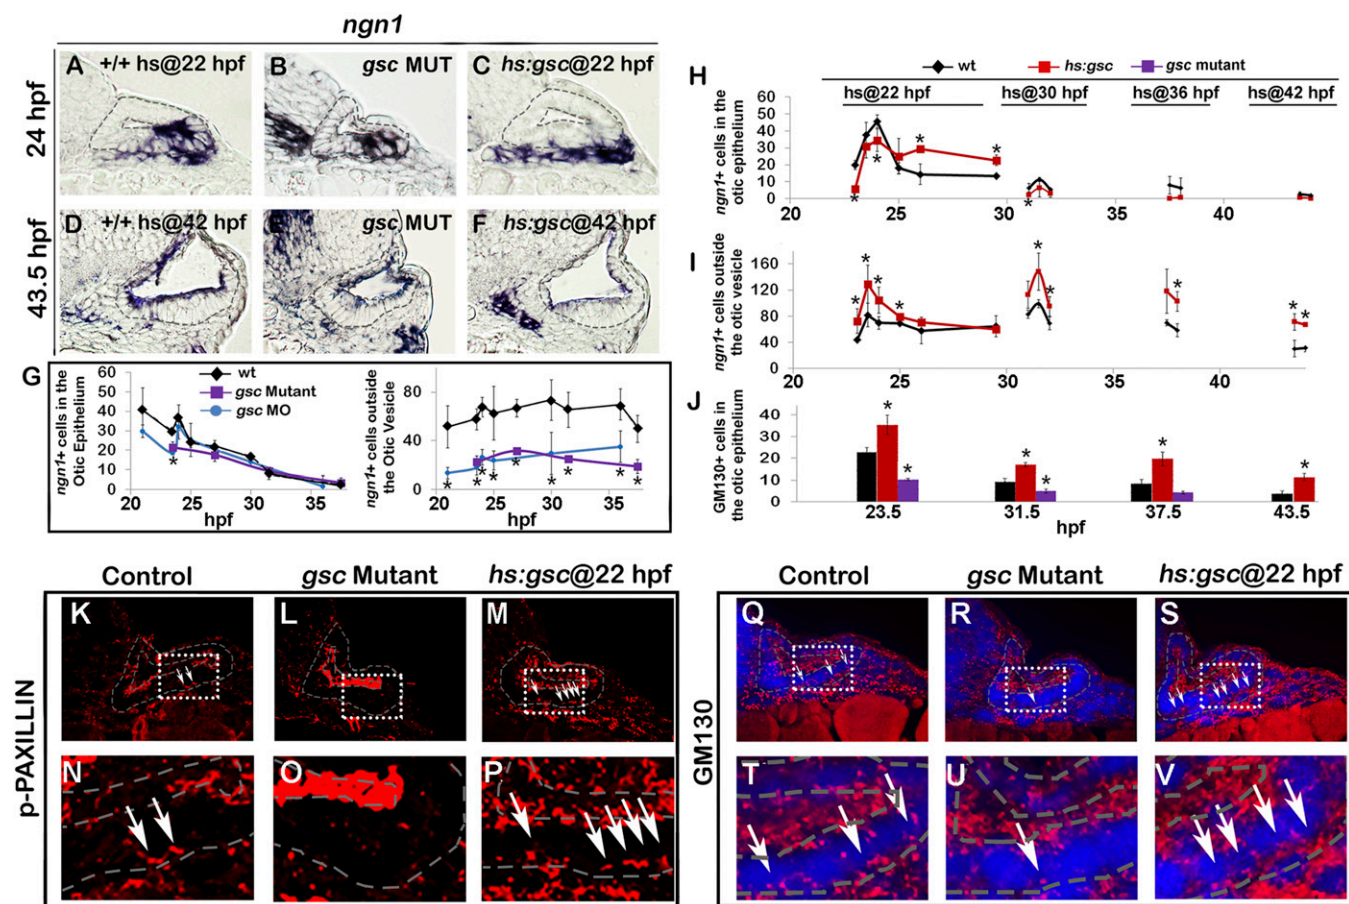 ngn1
24 hpf
A +/+ hs@22 hpf
B gsc MUT
C hs:gsc@22 hpf
43.5 hpf
D +/+ hs@42 hpf
E gsc MUT
F hs:gsc@42 hpf
G
ngn1+ cells in the
Otic Epithelium
60
50
40
30
20
10
0
wt
gsc Mutant
gsc MO
*
20 25 30 35
hpf
ngn1+ cells outside
the Otic Vesicle
80
40
0
* * * * * * * *
20 25 30 35
hpf
H
wt hs:gsc gsc mutant
hs@22 hpf hs@30 hpf hs@36 hpf hs@42 hpf
ngn1+ cells in the
otic epithelium
60
50
40
30
20
10
0
* * * * *
20 25 30 35 40
I
ngn1+ cells outside
the otic vesicle
160
120
80
40
0
* * * * * * * * *
20 25 30 35 40
J
GM130+ cells in
the otic epithelium
40
30
20
10
0
* * * * * *
23.5 31.5 37.5 43.5
hpf
Control gsc Mutant hs:gsc@22 hpf
p-PAXILLIN
K L M
N O P
Control gsc Mutant hs:gsc@22 hpf
GM130
Q R S
T U V